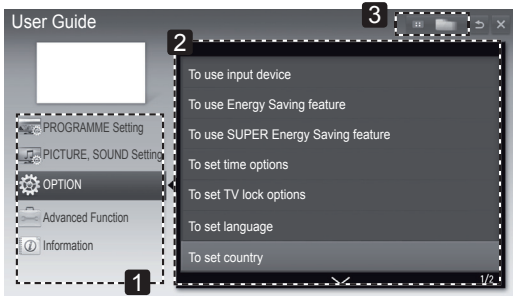 User Guide
3
2
To use input device
To use Energy Saving feature
To use SUPER Energy Saving feature
To set time options
To set TV lock options
To set language
To set country
1/2
PROGRAMME Setting
PICTURE, SOUND Setting
OPTION
Advanced Function
Information
1